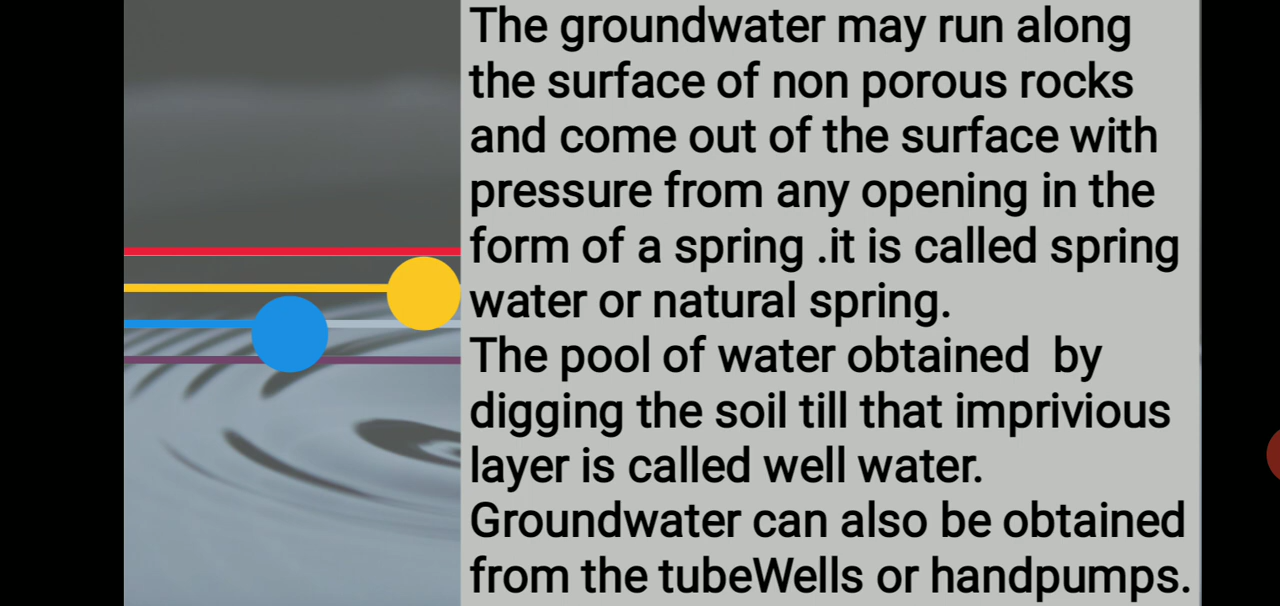 The groundwater may run along
the surface of non porous rocks
and come out of the surface with
pressure from any opening in the
form of a spring .it is called spring
water or natural spring.
The pool of water obtained  by
digging the soil till that imprivious
layer is called well water.
Groundwater can also be obtained
from the tubeWells or handpumps.